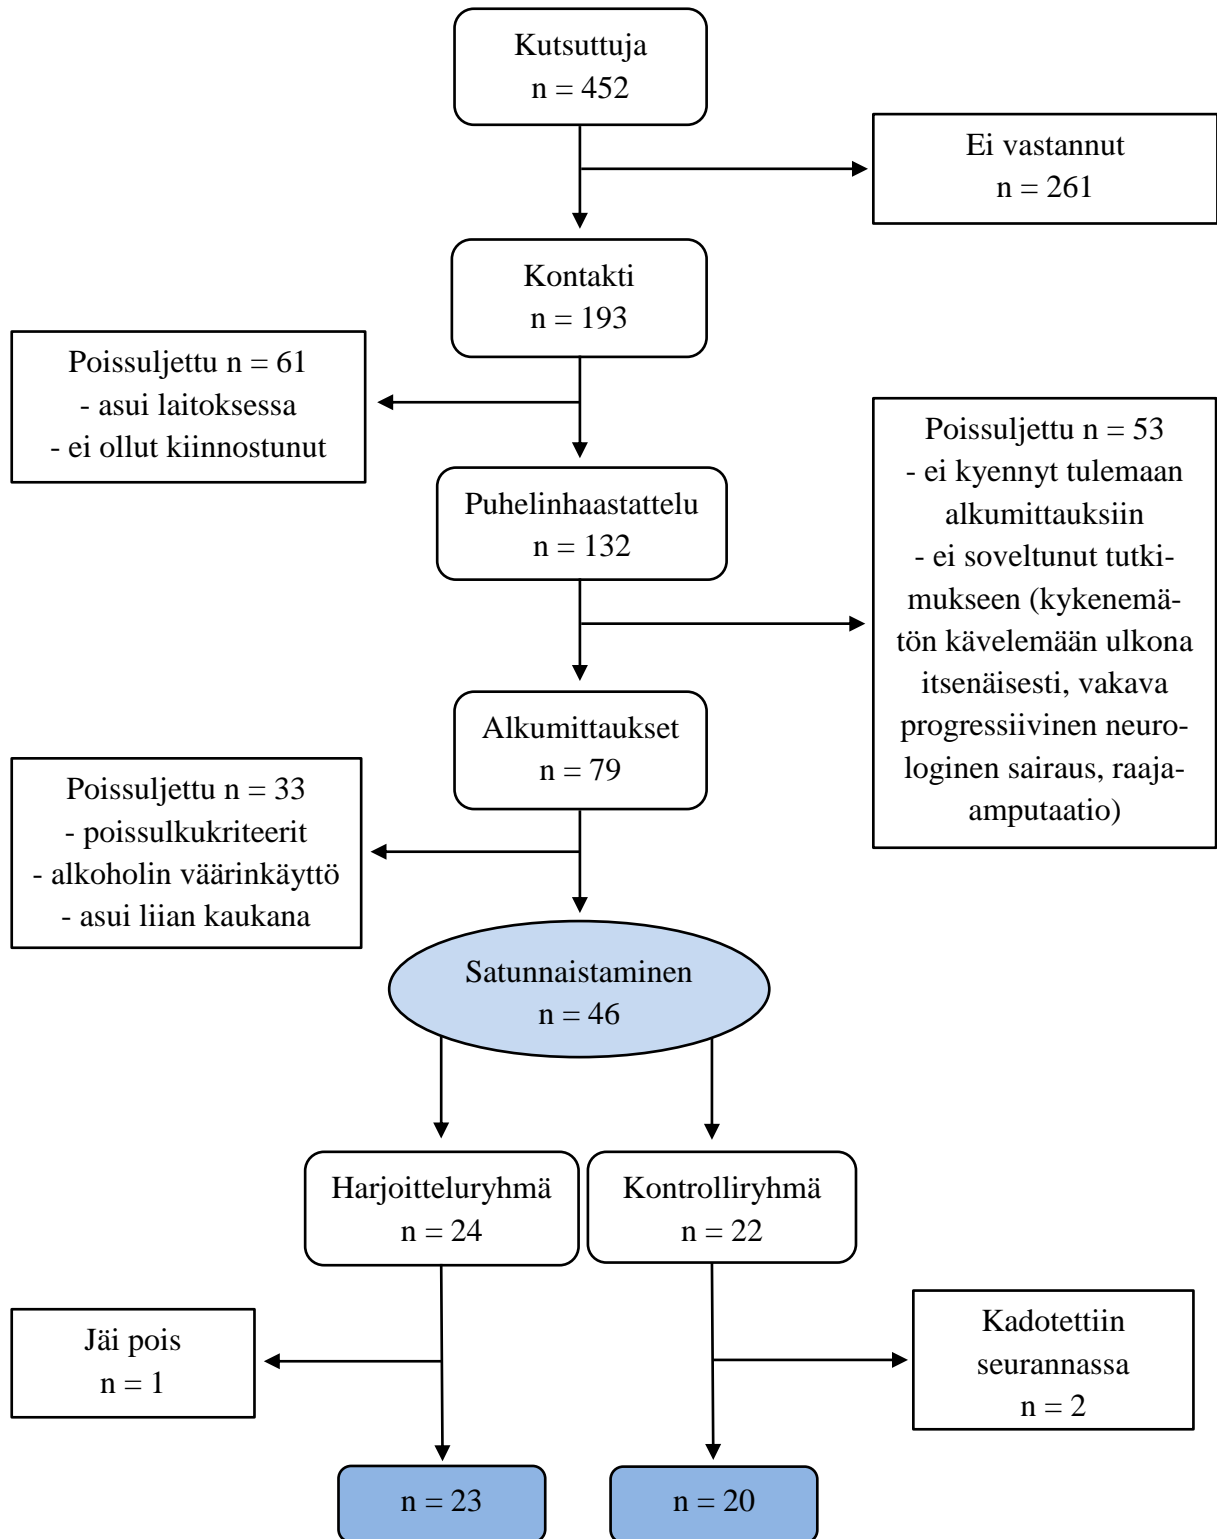 Kutsuttuja
n = 452
Ei vastannut
n = 261
Kontakti
n = 193
Poissuljettu n = 61
- asui laitoksessa
- ei ollut kiinnostunut
Puhelinhaastattelu
n = 132
Poissuljettu n = 53
- ei kyennyt tulemaan
alkumittauksiin
- ei soveltunut tutki-
mukseen (kykenemä-
tön kävelemään ulkona
itsenäisesti, vakava
progressiivinen neuro-
loginen sairaus, raaja-
amputaatio)
Alkumittaukset
n = 79
Poissuljettu n = 33
- poissulkukriteerit
- alkoholin väärinkäyttö
- asui liian kaukana
Satunnaistaminen
n = 46
Harjoitteluryhmä
n = 24
Kontrolliryhmä
n = 22
Jäi pois
n = 1
Kadotettiin
seurannassa
n = 2
n = 23
n = 20